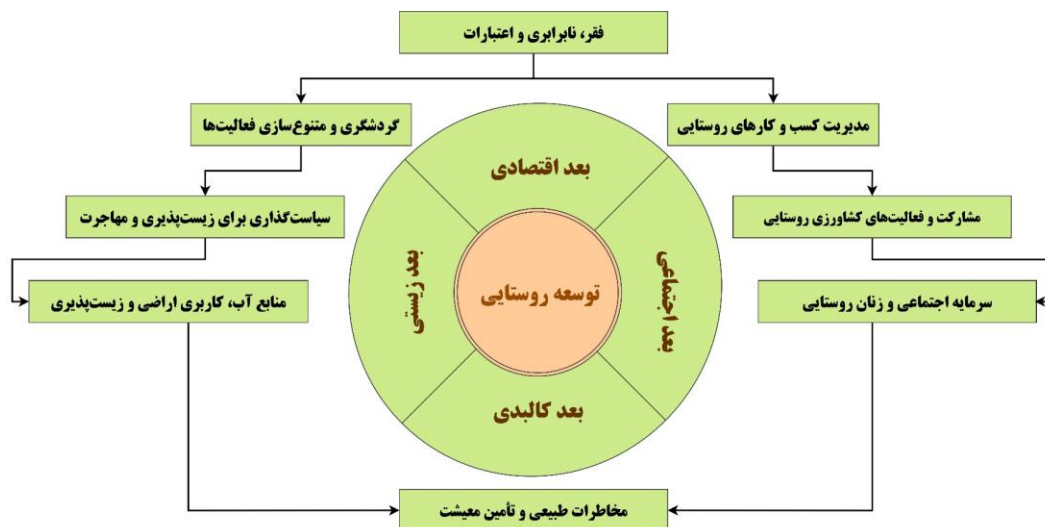 فقر، نابرابری و اعتبارات
مدیریت کسب و کارهای روستایی
گردشگری و متنوع‌سازی فعالیت‌ها
بعد اقتصادی
مشارکت و فعالیت‌های کشاورزی روستایی
سیاست‌گذاری برای زیست‌پذیری و مهاجرت
بعد اجتماعی
توسعه روستایی
بعد زیستی
سرمایه اجتماعی و زنان روستایی
منابع آب، کاربری اراضی و زیست‌پذیری
بعد کالبدی
مخاطرات طبیعی و تأمین معیشت